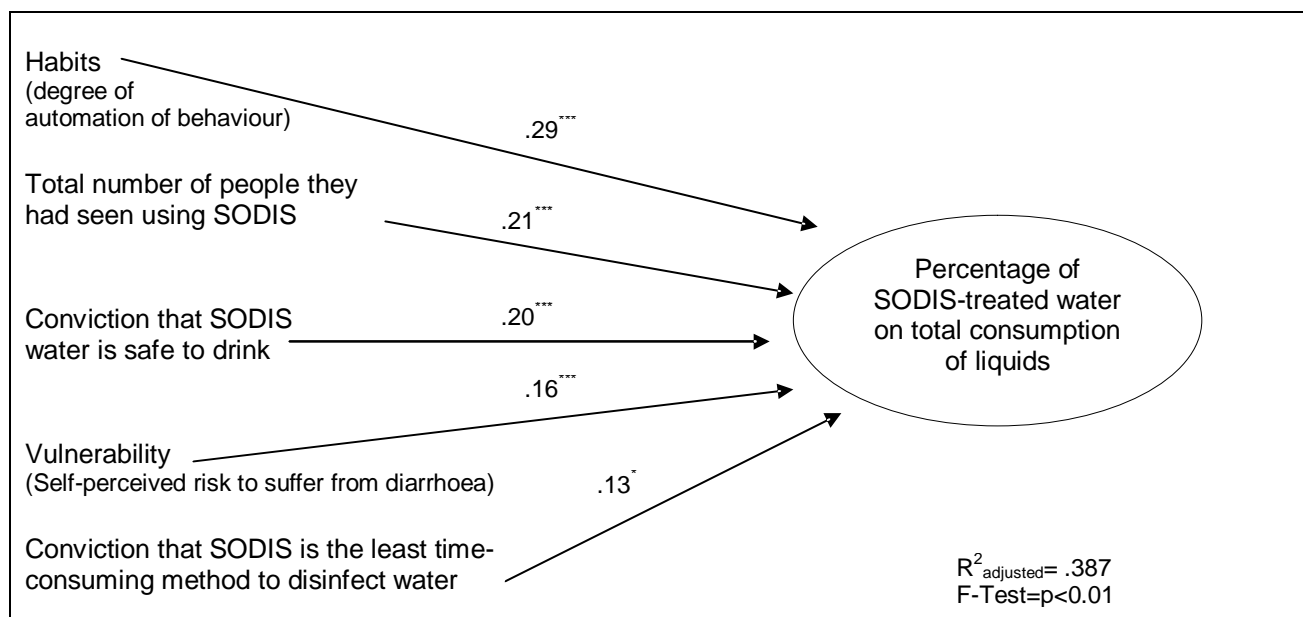 Habits
(degree of
automation of behaviour)
.29***
Total number of people they
had seen using SODIS
.21***
Conviction that SODIS
water is safe to drink
.20***
.16***
Vulnerability
(Self-perceived risk to suffer from diarrhoea)
.13*
Conviction that SODIS is the least time-
consuming method to disinfect water
Percentage of
SODIS-treated water
on total consumption
of liquids
R²adjusted= .387
F-Test=p<0.01